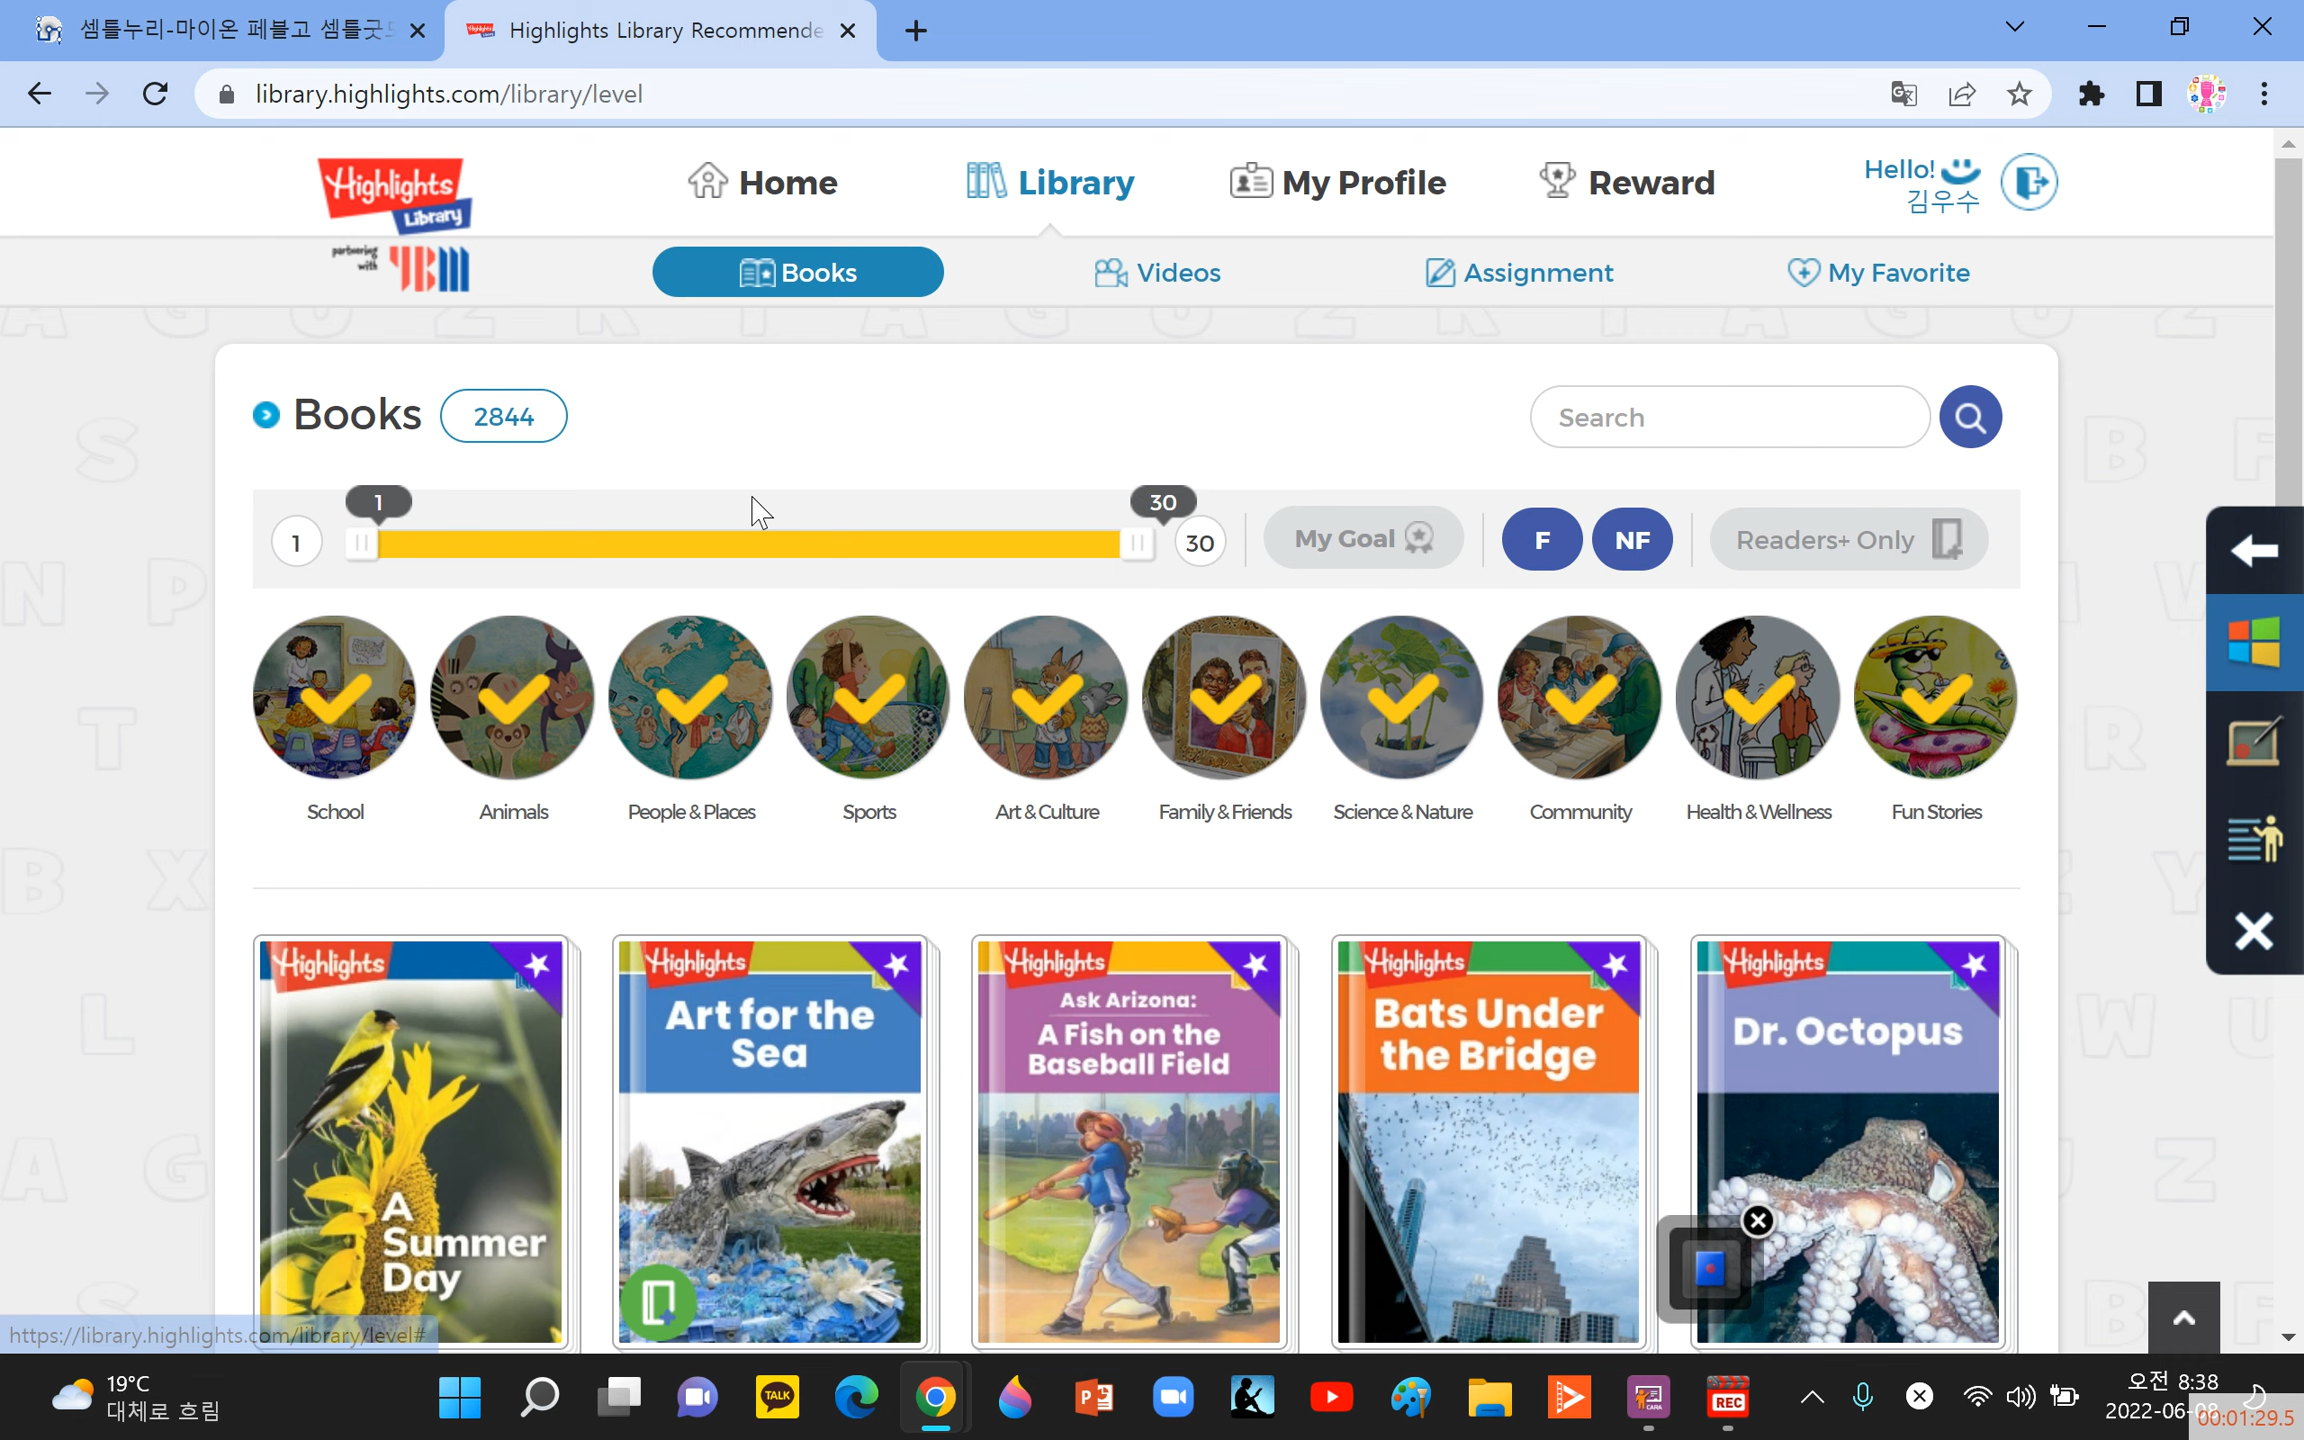 셈틀누리-마이온 페블고 셈틀굿
Highlights Library Recommende
library.highlights.com/library/level
Highlights
Library
partnering
with
YBM
Home
Library
My Profile
Reward
Hello!
김우수
Books
Videos
Assignment
My Favorite
Books
2844
Search
1
30
1
30
My Goal
F
NF
Readers+ Only
School
Animals
People & Places
Sports
Art & Culture
Family & Friends
Science & Nature
Community
Health & Wellness
Fun Stories
Highlights
A
Summer
Day
Highlights
Art for the
Sea
Highlights
Ask Arizona:
A Fish on the
Baseball Field
Highlights
Bats Under
the Bridge
Highlights
Dr. Octopus
https://library.highlights.com/library/level#
19°C
대체로 흐림
TALK
CARA
REC
오전 8:38
2022-06-08
00:01:29.5